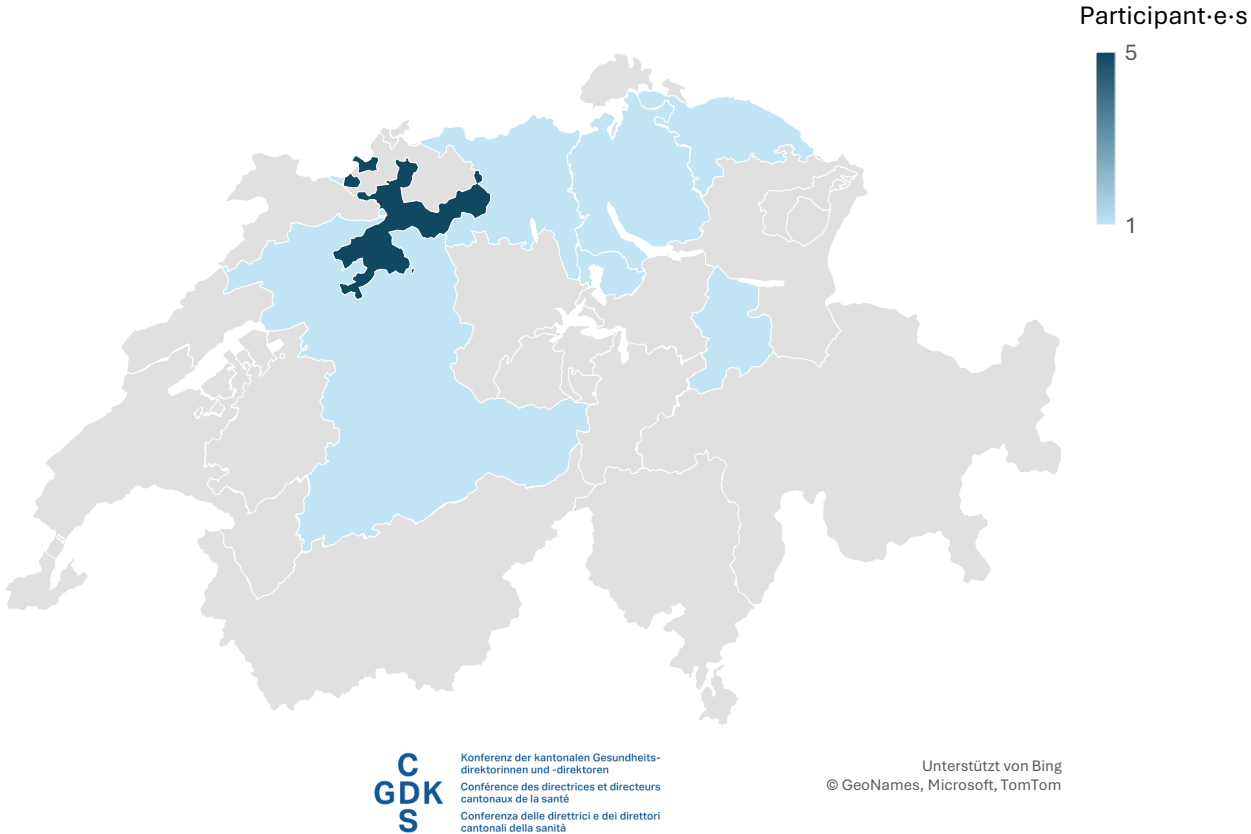 Participant·e·s
5
1
C
GDK
S
Konferenz der kantonalen Gesundheits-
direktorinnen und -direktoren
Conférence des directrices et directeurs
cantonaux de la santé
Conferenza delle direttrici e dei direttori
cantonali della sanità
Unterstützt von Bing
© GeoNames, Microsoft, TomTom